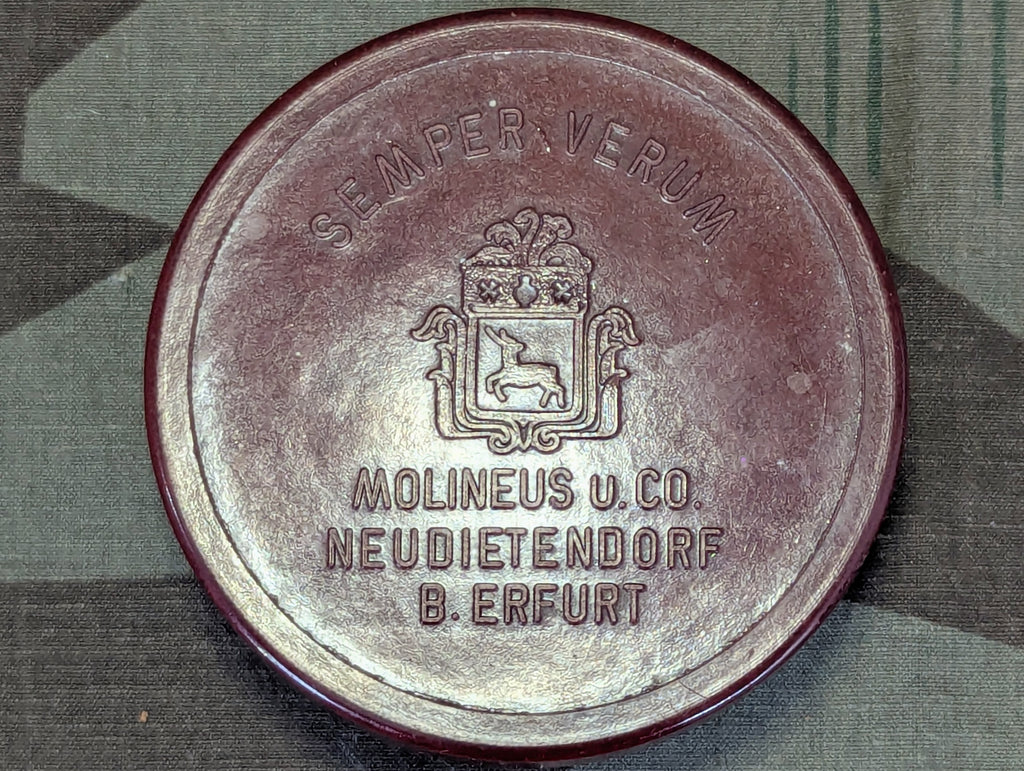 SEMPER VERUM
MOLINEUS u. CO.
NEUDIETENDORF
B. ERFURT